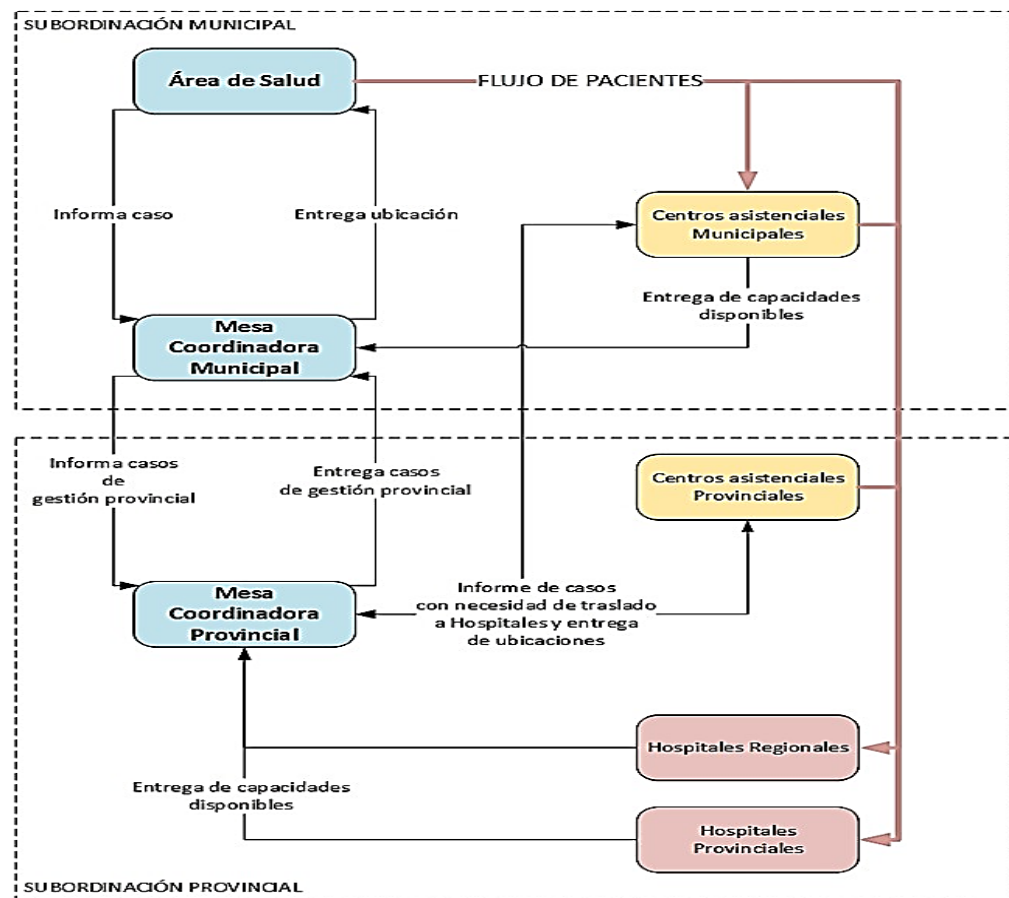 SUBORDINACIÓN MUNICIPAL
Área de Salud
FLUJO DE PACIENTES
Informa caso
Entrega ubicación
Centros asistenciales
Municipales
Entrega de capacidades
disponibles
Mesa
Coordinadora
Municipal
Informa casos
de
gestión provincial
Entrega casos
de gestión provincial
Centros asistenciales
Provinciales
Mesa
Coordinadora
Provincial
Informe de casos
con necesidad de traslado
a Hospitales y entrega
de ubicaciones
Hospitales Regionales
Entrega de capacidades
disponibles
Hospitales
Provinciales
SUBORDINACIÓN PROVINCIAL